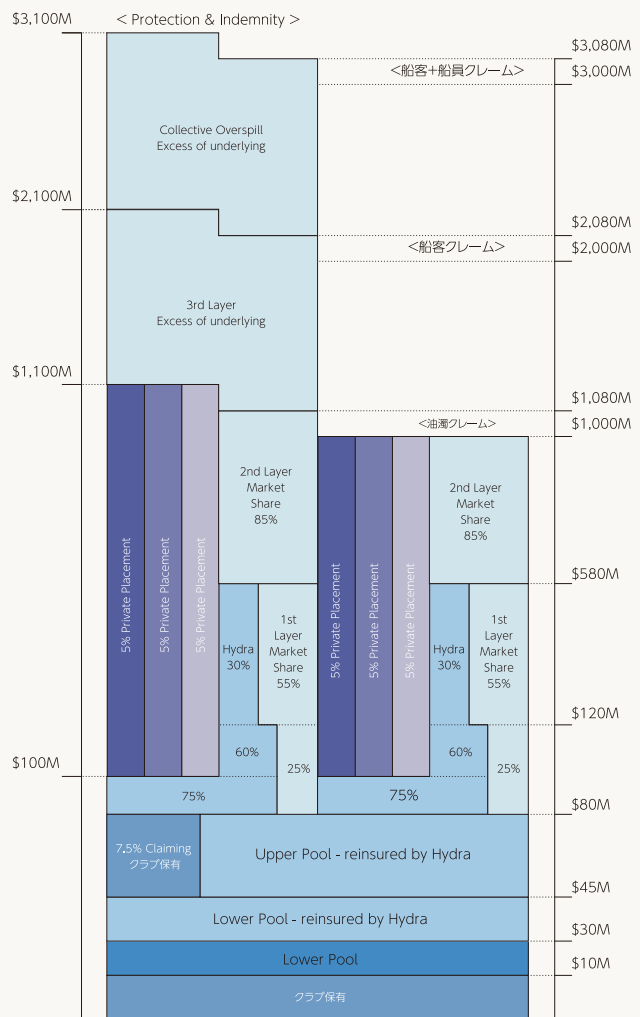 $3,100M
< Protection & Indemnity >
$3,080M
<船客+船員クレーム>
$3,000M
Collective Overspill
Excess of underlying
$2,100M
$2,080M
<船客クレーム>
$2,000M
3rd Layer
Excess of underlying
$1,100M
$1,080M
<油濁クレーム>
$1,000M
2nd Layer
Market
Share
85%
2nd Layer
Market
Share
85%
5% Private Placement
5% Private Placement
5% Private Placement
5% Private Placement
5% Private Placement
5% Private Placement
$580M
Hydra
30%
1st
Layer
Market
Share
55%
Hydra
30%
1st
Layer
Market
Share
55%
$120M
60%
25%
60%
25%
$100M
75%
75%
$80M
7.5% Claiming
クラブ保有
Upper Pool - reinsured by Hydra
$45M
Lower Pool - reinsured by Hydra
$30M
Lower Pool
$10M
クラブ保有